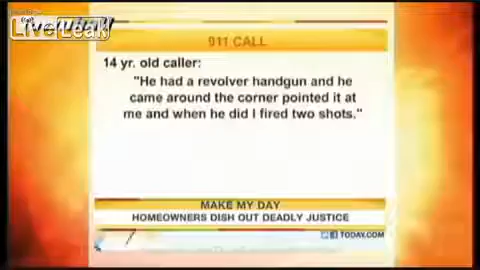 LiveLeak
911 CALL
14 yr. old caller:
"He had a revolver handgun and he
came around the corner pointed it at
me and when he did I fired two shots."
MAKE MY DAY
HOMEOWNERS DISH OUT DEADLY JUSTICE
TODAY.COM